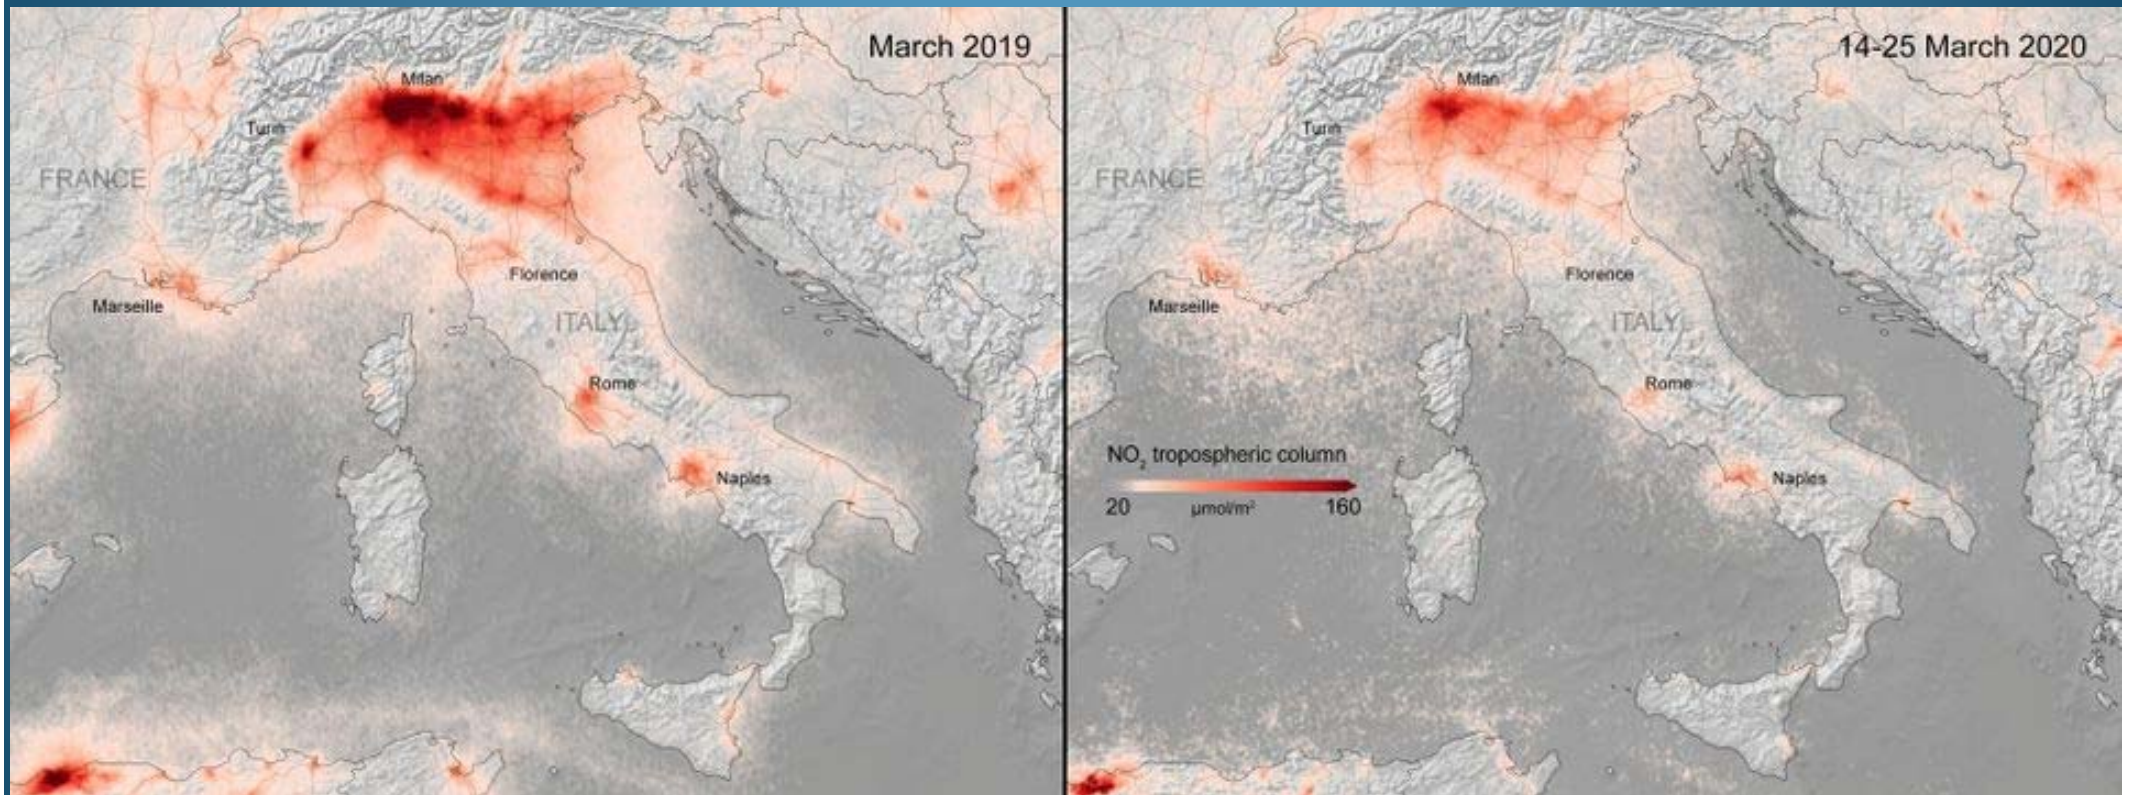 March 2019
Milan
Turin
FRANCE
Florence
Marseille
ITALY
Rome
Naples
14-25 March 2020
Milan
Turin
FRANCE
Florence
Marseille
ITALY
Rome
NO₂ tropospheric column
Naples
20 µmol/m² 160